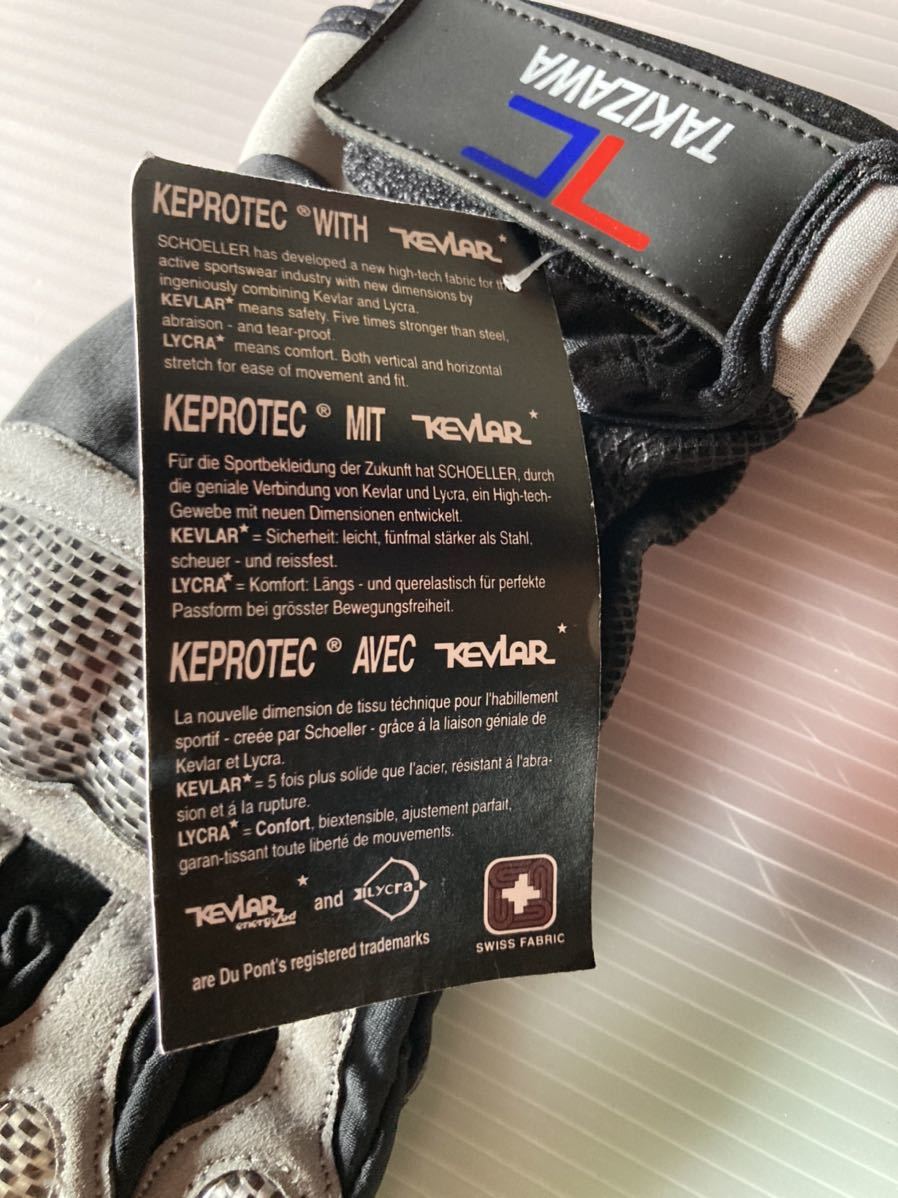 TAKIZAWA
KEPROTEC ® WITH KEVLAR*
SCHOELLER has developed a new high-tech fabric for
active sportswear industry with new dimensions by
ingeniously combining Kevlar and Lycra.
KEVLAR* means safety. Five times stronger than steel,
abraison - and tear-proof.
LYCRA* means comfort. Both vertical and horizontal
stretch for ease of movement and fit.
KEPROTEC ® MIT KEVLAR*
Für die Sportbekleidung der Zukunft hat SCHOELLER, durch
die geniale Verbindung von Kevlar und Lycra, ein High-tech-
Gewebe mit neuen Dimensionen entwickelt.
KEVLAR* = Sicherheit: leicht, fünfmal stärker als Stahl,
scheuer - und reissfest.
LYCRA* = Komfort: Längs - und querelastisch für perfekte
Passform bei grösster Bewegungsfreiheit.
KEPROTEC ® AVEC KEVLAR*
La nouvelle dimension de tissu téchnique pour l'habillement
sportif - creée par Schoeller - grâce á la liaison géniale de
Kevlar et Lycra.
KEVLAR* = 5 fois plus solide que l'acier, résistant á l'abra-
sion et á la rupture.
LYCRA* = Confort, biextensible, ajustement parfait,
garan-tissant toute liberté de mouvements.
KEVLAR* energized and LYCRA
SWISS FABRIC
are Du Pont's registered trademarks